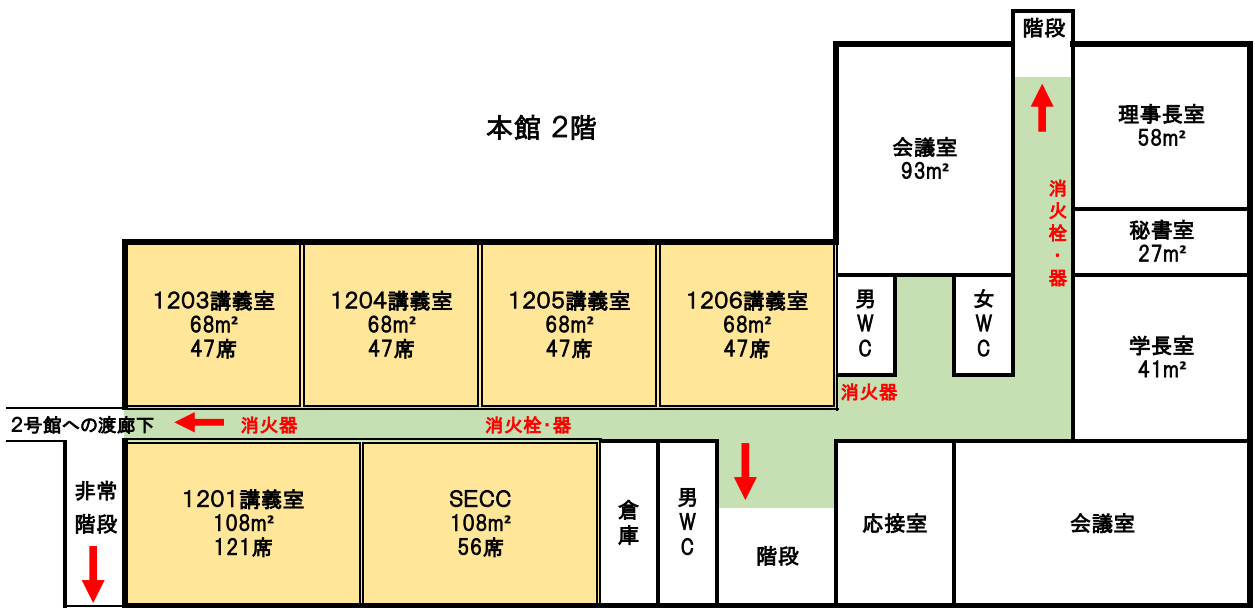 階段
本館 2階
理事長室
58m²
会議室
93m²
消火栓・器
秘書室
27m²
1203講義室
68m²
47席
1204講義室
68m²
47席
1205講義室
68m²
47席
1206講義室
68m²
47席
男WC
女WC
学長室
41m²
消火器
2号館への渡廊下
消火器
消火栓・器
非常
階段
1201講義室
108m²
121席
SECC
108m²
56席
倉庫
男WC
階段
応接室
会議室